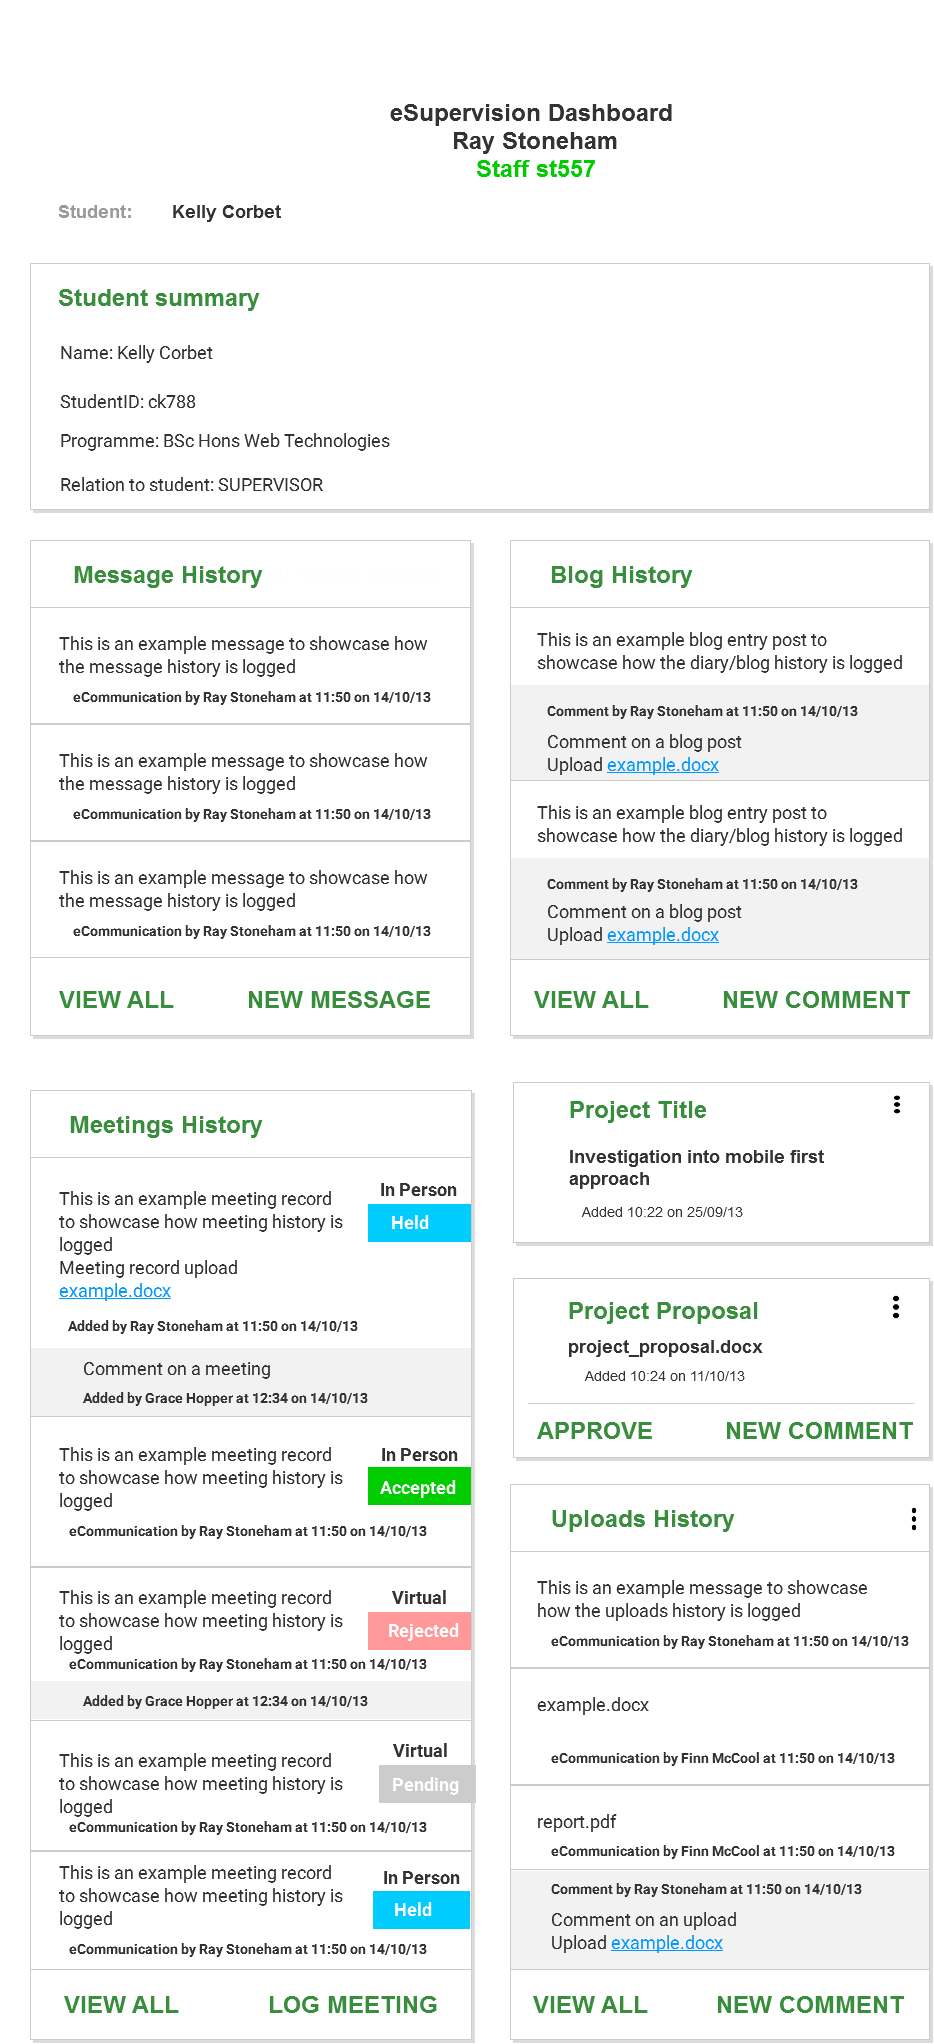 eSupervision Dashboard
Ray Stoneham
Staff st557
Student: Kelly Corbet
Student summary
Name: Kelly Corbet
StudentID: ck788
Programme: BSc Hons Web Technologies
Relation to student: SUPERVISOR
Message History
This is an example message to showcase how
the message history is logged
eCommunication by Ray Stoneham at 11:50 on 14/10/13
This is an example message to showcase how
the message history is logged
eCommunication by Ray Stoneham at 11:50 on 14/10/13
This is an example message to showcase how
the message history is logged
eCommunication by Ray Stoneham at 11:50 on 14/10/13
VIEW ALL NEW MESSAGE
Blog History
This is an example blog entry post to
showcase how the diary/blog history is logged
Comment by Ray Stoneham at 11:50 on 14/10/13
Comment on a blog post
Upload example.docx
This is an example blog entry post to
showcase how the diary/blog history is logged
Comment by Ray Stoneham at 11:50 on 14/10/13
Comment on a blog post
Upload example.docx
VIEW ALL NEW COMMENT
Meetings History
This is an example meeting record
to showcase how meeting history is
logged
Meeting record upload
example.docx
In Person
Held
Added by Ray Stoneham at 11:50 on 14/10/13
Comment on a meeting
Added by Grace Hopper at 12:34 on 14/10/13
This is an example meeting record
to showcase how meeting history is
logged
In Person
Accepted
eCommunication by Ray Stoneham at 11:50 on 14/10/13
This is an example meeting record
to showcase how meeting history is
logged
Virtual
Rejected
eCommunication by Ray Stoneham at 11:50 on 14/10/13
Added by Grace Hopper at 12:34 on 14/10/13
This is an example meeting record
to showcase how meeting history is
logged
Virtual
Pending
eCommunication by Ray Stoneham at 11:50 on 14/10/13
This is an example meeting record
to showcase how meeting history is
logged
In Person
Held
eCommunication by Ray Stoneham at 11:50 on 14/10/13
VIEW ALL LOG MEETING
Project Title
Investigation into mobile first
approach
Added 10:22 on 25/09/13
Project Proposal
project_proposal.docx
Added 10:24 on 11/10/13
APPROVE NEW COMMENT
Uploads History
This is an example message to showcase
how the uploads history is logged
eCommunication by Ray Stoneham at 11:50 on 14/10/13
example.docx
eCommunication by Finn McCool at 11:50 on 14/10/13
report.pdf
eCommunication by Finn McCool at 11:50 on 14/10/13
Comment by Ray Stoneham at 11:50 on 14/10/13
Comment on an upload
Upload example.docx
VIEW ALL NEW COMMENT